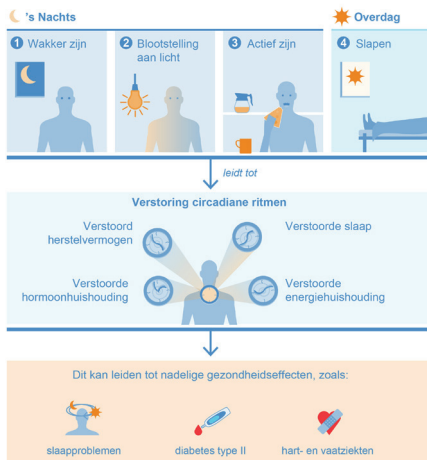 's Nachts
Overdag
1 Wakker zijn
2 Blootstelling
aan licht
3 Actief zijn
4 Slapen
leidt tot
Verstoring circadiane ritmen
Verstoord
herstelvermogen
Verstoorde slaap
Verstoorde
hormoonhuishouding
Verstoorde
energiehuishouding
Dit kan leiden tot nadelige gezondheidseffecten, zoals:
slaapproblemen
diabetes type II
hart- en vaatziekten